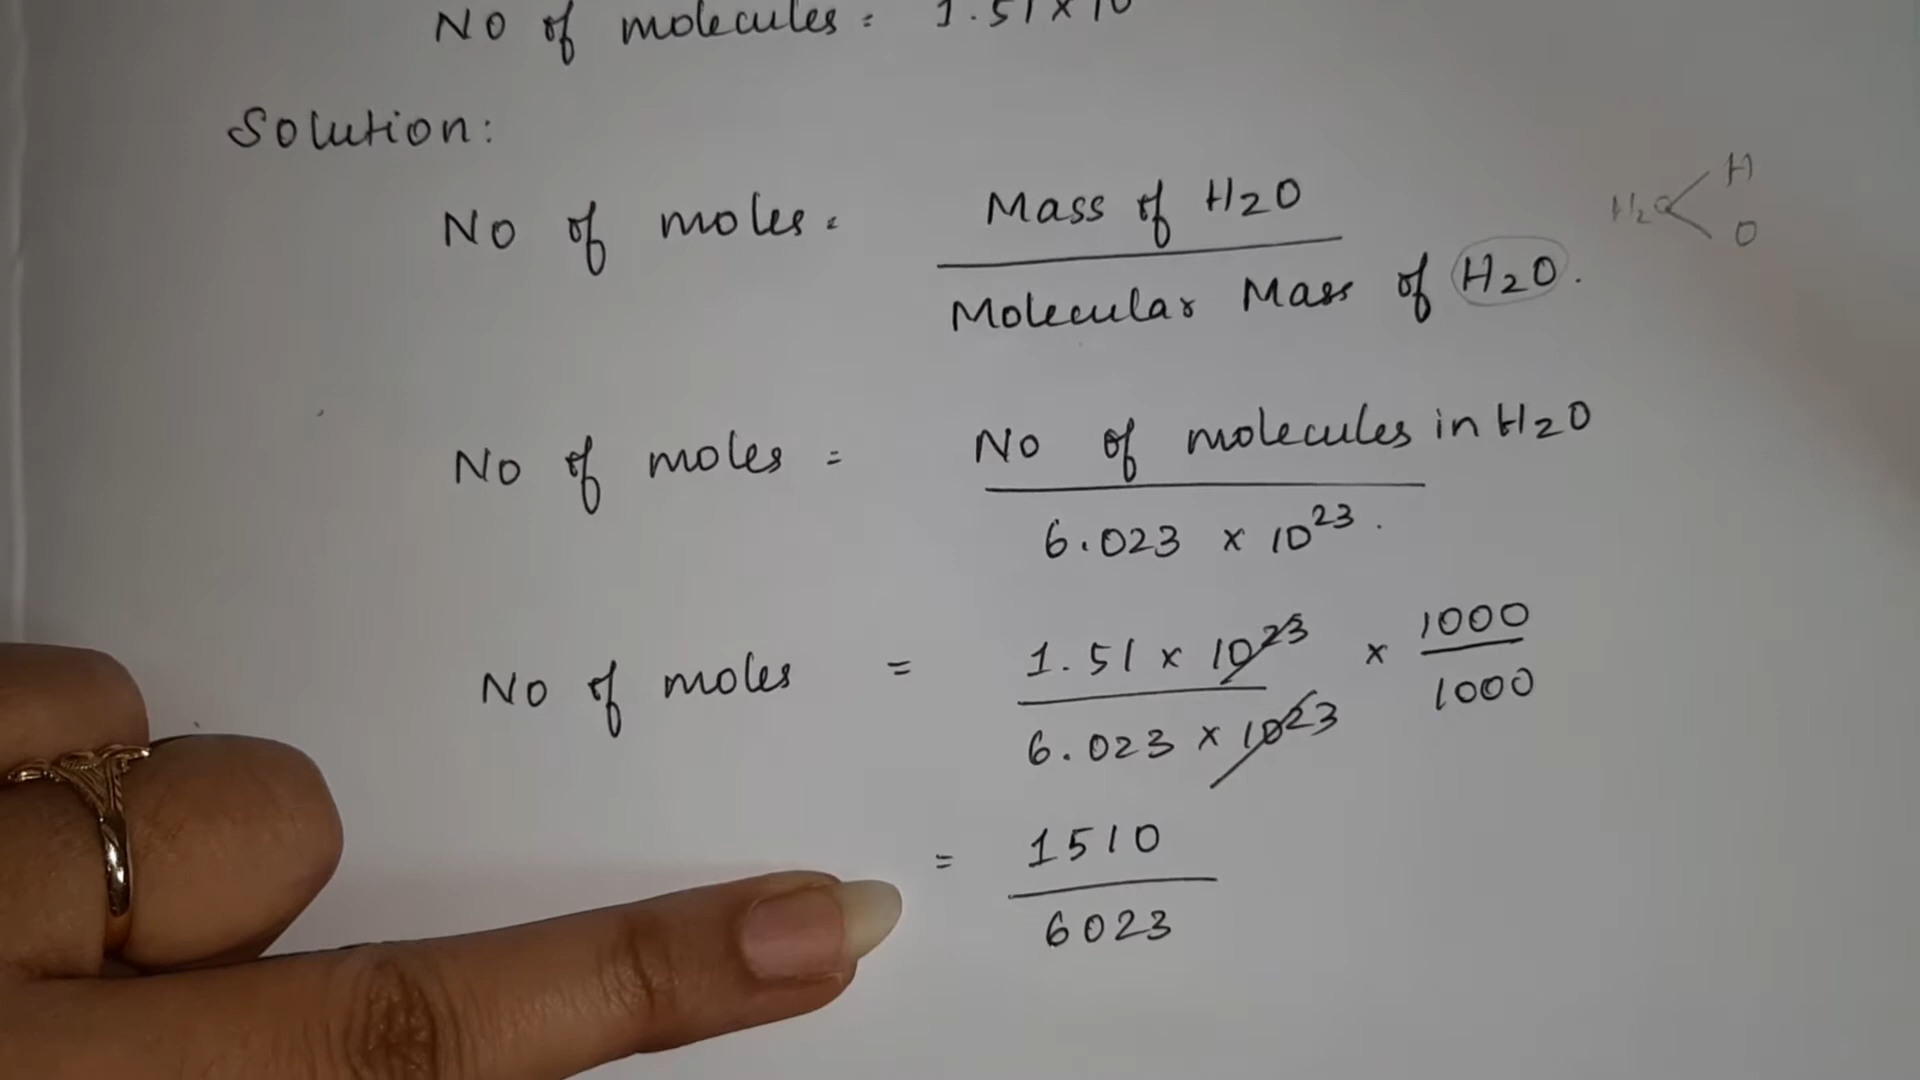 No of molecules = 1.51 x 10
Solution:
No of moles = Mass of H2O
Molecular Mass of H2O.
H2O H O
No of moles = No of molecules in H2O
6.023 x 10^23.
No of moles = 1.51 x 10^23 x 1000
6.023 x 10^23 1000
= 1510
6023